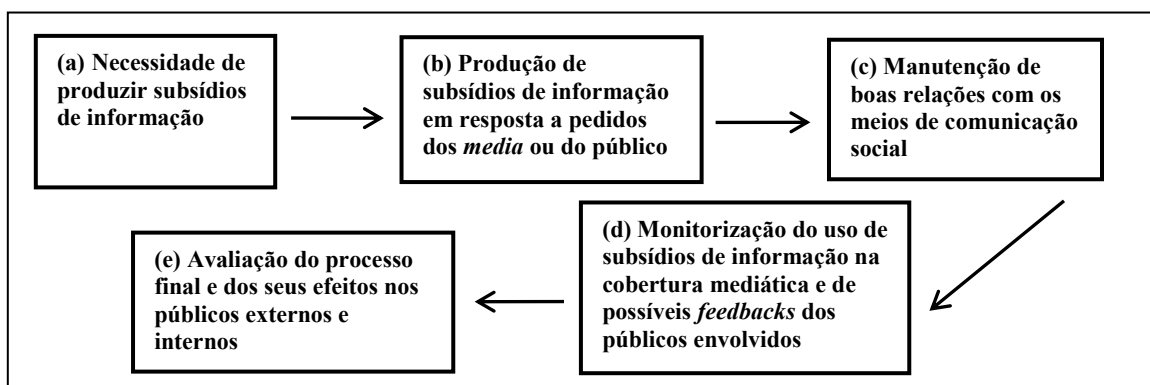 (a) Necessidade de
produzir subsídios
de informação
(b) Produção de
subsídios de informação
em resposta a pedidos
dos media ou do público
(c) Manutenção de
boas relações com os
meios de comunicação
social
(d) Monitorização do uso de
subsídios de informação na
cobertura mediática e de
possíveis feedbacks dos
públicos envolvidos
(e) Avaliação do processo
final e dos seus efeitos nos
públicos externos e
internos